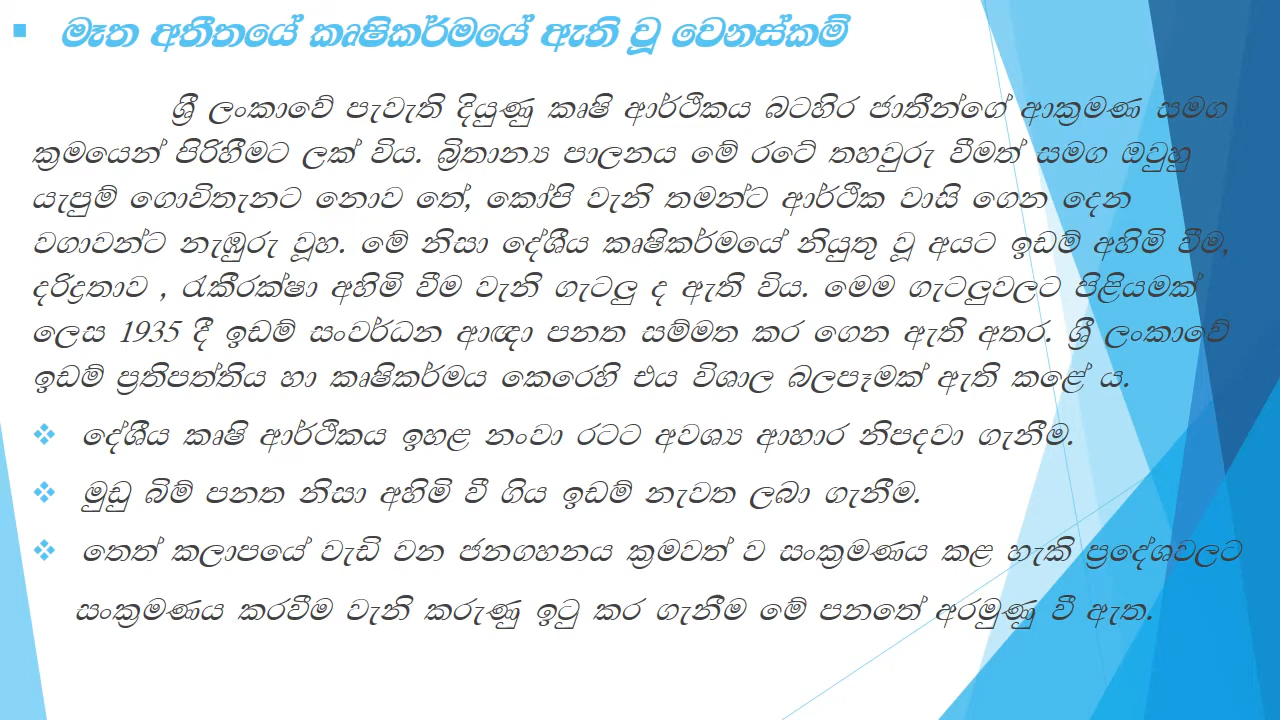 මෑත අතීතයේ කෘෂිකර්මයේ ඇති වූ වෙනස්කම්
ශ්‍රී ලංකාවේ පැවැති දියුණු කෘෂි ආර්ථිකය බටහිර ජාතීන්ගේ ආක්‍රමණ සමග
ක්‍රමයෙන් පිරිහීමට ලක් විය. බ්‍රිතාන්‍ය පාලනය මේ රටේ තහවුරු වීමත් සමග ඔවුහු
යැපුම් ගොවිතැනට නොව තේ, කෝපි වැනි තමන්ට ආර්ථික වාසි ගෙන දෙන
වගාවන්ට නැඹුරු වූහ. මේ නිසා දේශීය කෘෂිකර්මයේ නියුතු වූ අයට ඉඩම් අහිමි වීම,
දරිද්‍රතාව , රැකීරක්ෂා අහිමි වීම වැනි ගැටලු ද ඇති විය. මෙම ගැටලුවලට පිළියමක්
ලෙස 1935 දී ඉඩම් සංවර්ධන ආඥා පනත සම්මත කර ගෙන ඇති අතර. ශ්‍රී ලංකාවේ
ඉඩම් ප්‍රතිපත්තිය හා කෘෂිකර්මය කෙරෙහි එය විශාල බලපෑමක් ඇති කළේ ය.
❖ දේශීය කෘෂි ආර්ථිකය ඉහළ නංවා රටට අවශ්‍ය ආහාර නිපදවා ගැනීම.
❖ මුඩු බිම් පනත නිසා අහිමි වී ගිය ඉඩම් නැවත ලබා ගැනීම.
❖ තෙත් කලාපයේ වැඩි වන ජනගහනය ක්‍රමවත් ව සංක්‍රමණය කළ හැකි ප්‍රදේශවලට
සංක්‍රමණය කරවීම වැනි කරුණු ඉටු කර ගැනීම මේ පනතේ අරමුණු වී ඇත.